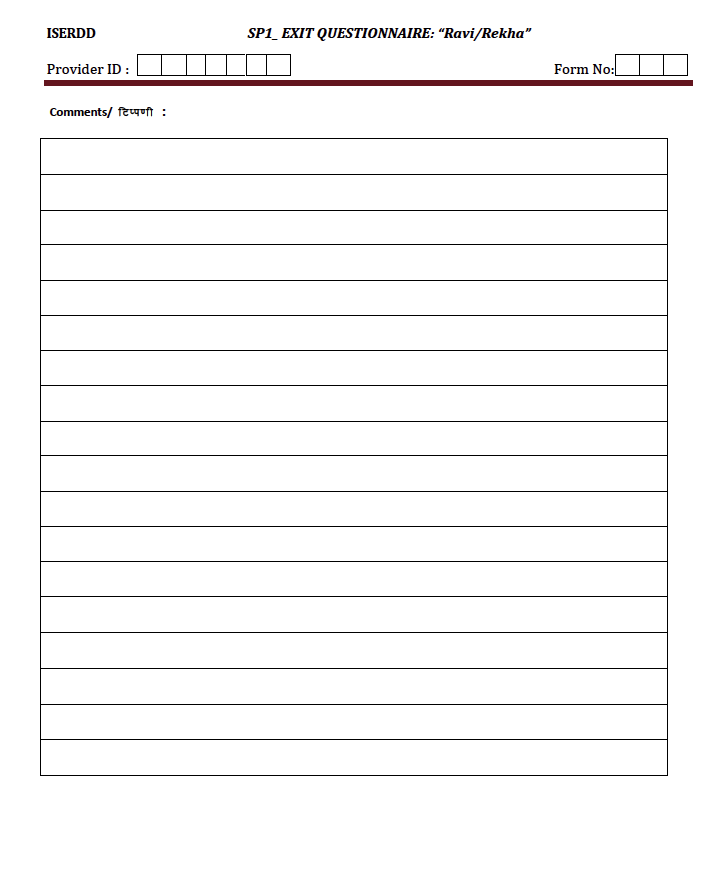 ISERDD SP1_ EXIT QUESTIONNAIRE: “Ravi/Rekha”
Provider ID : Form No:
Comments/ टिप्पणी :